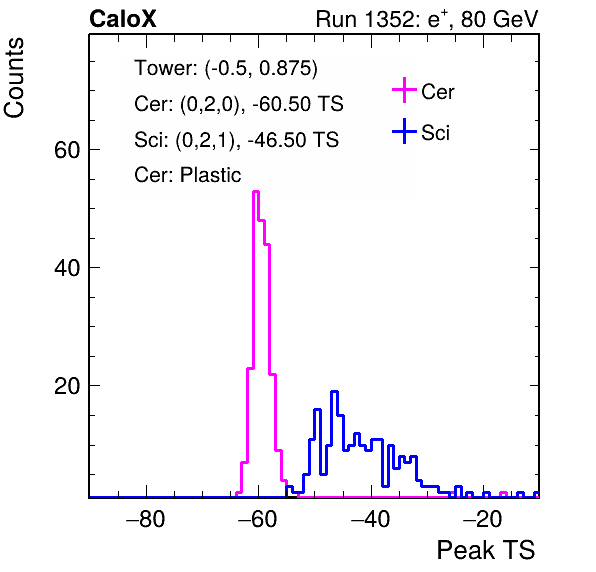 CaloX Run 1352: e⁺, 80 GeV
Counts
Tower: (-0.5, 0.875)
Cer: (0,2,0), -60.50 TS
Sci: (0,2,1), -46.50 TS
Cer: Plastic
Cer
Sci
60
40
20
−80 −60 −40 −20
Peak TS